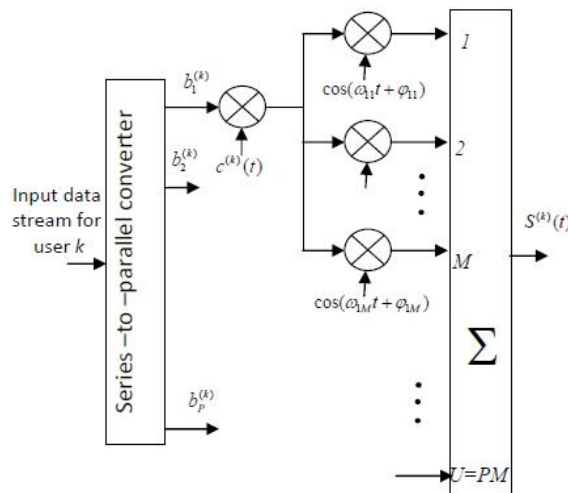 Input data
stream for
user k
Series –to –parallel converter
b_1^{(k)}
b_2^{(k)}
b_P^{(k)}
c^{(k)}(t)
cos(ω_{11}t + φ_{11})
cos(ω_{1M}t + φ_{1M})
1
2
M
Σ
U=PM
S^{(k)}(t)